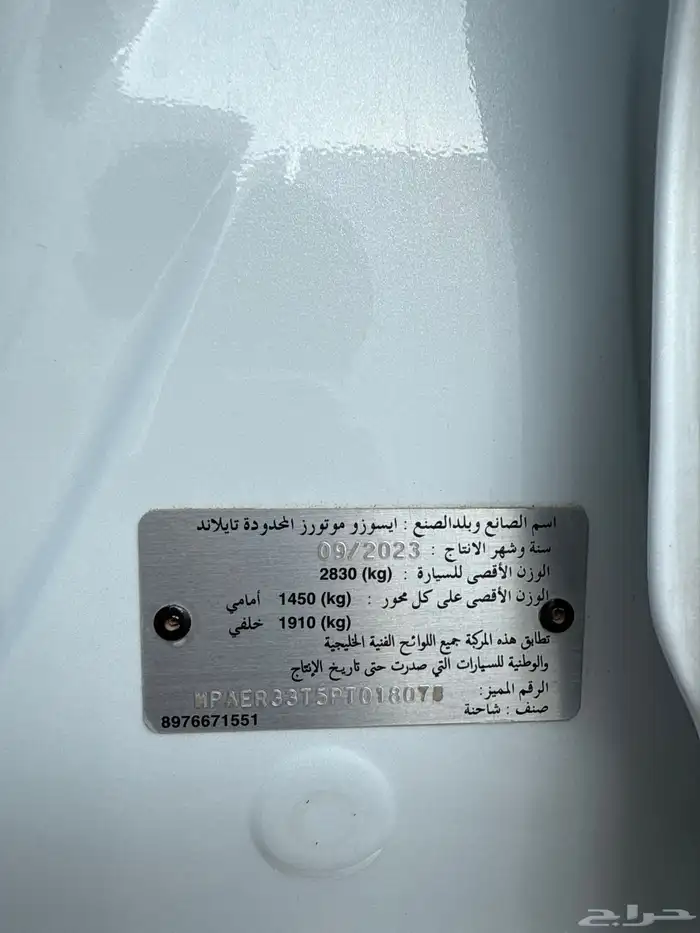 اسم الصانع وبلدالصنع : ايسوزو موتورز المحدودة تايلاند
سنة وشهر الانتاج : 09/2023
الوزن الأقصى للسيارة : 2830 (kg)
الوزن الأقصى على كل محور : 1450 (kg) أمامي
1910 (kg) خلفي
تطابق هذه المركبة جميع اللوائح الفنية الخليجية
والوطنية للسيارات التي صدرت حتى تاريخ الإنتاج
الرقم المميز:
صنف : شاحنة
8976671551
حراج